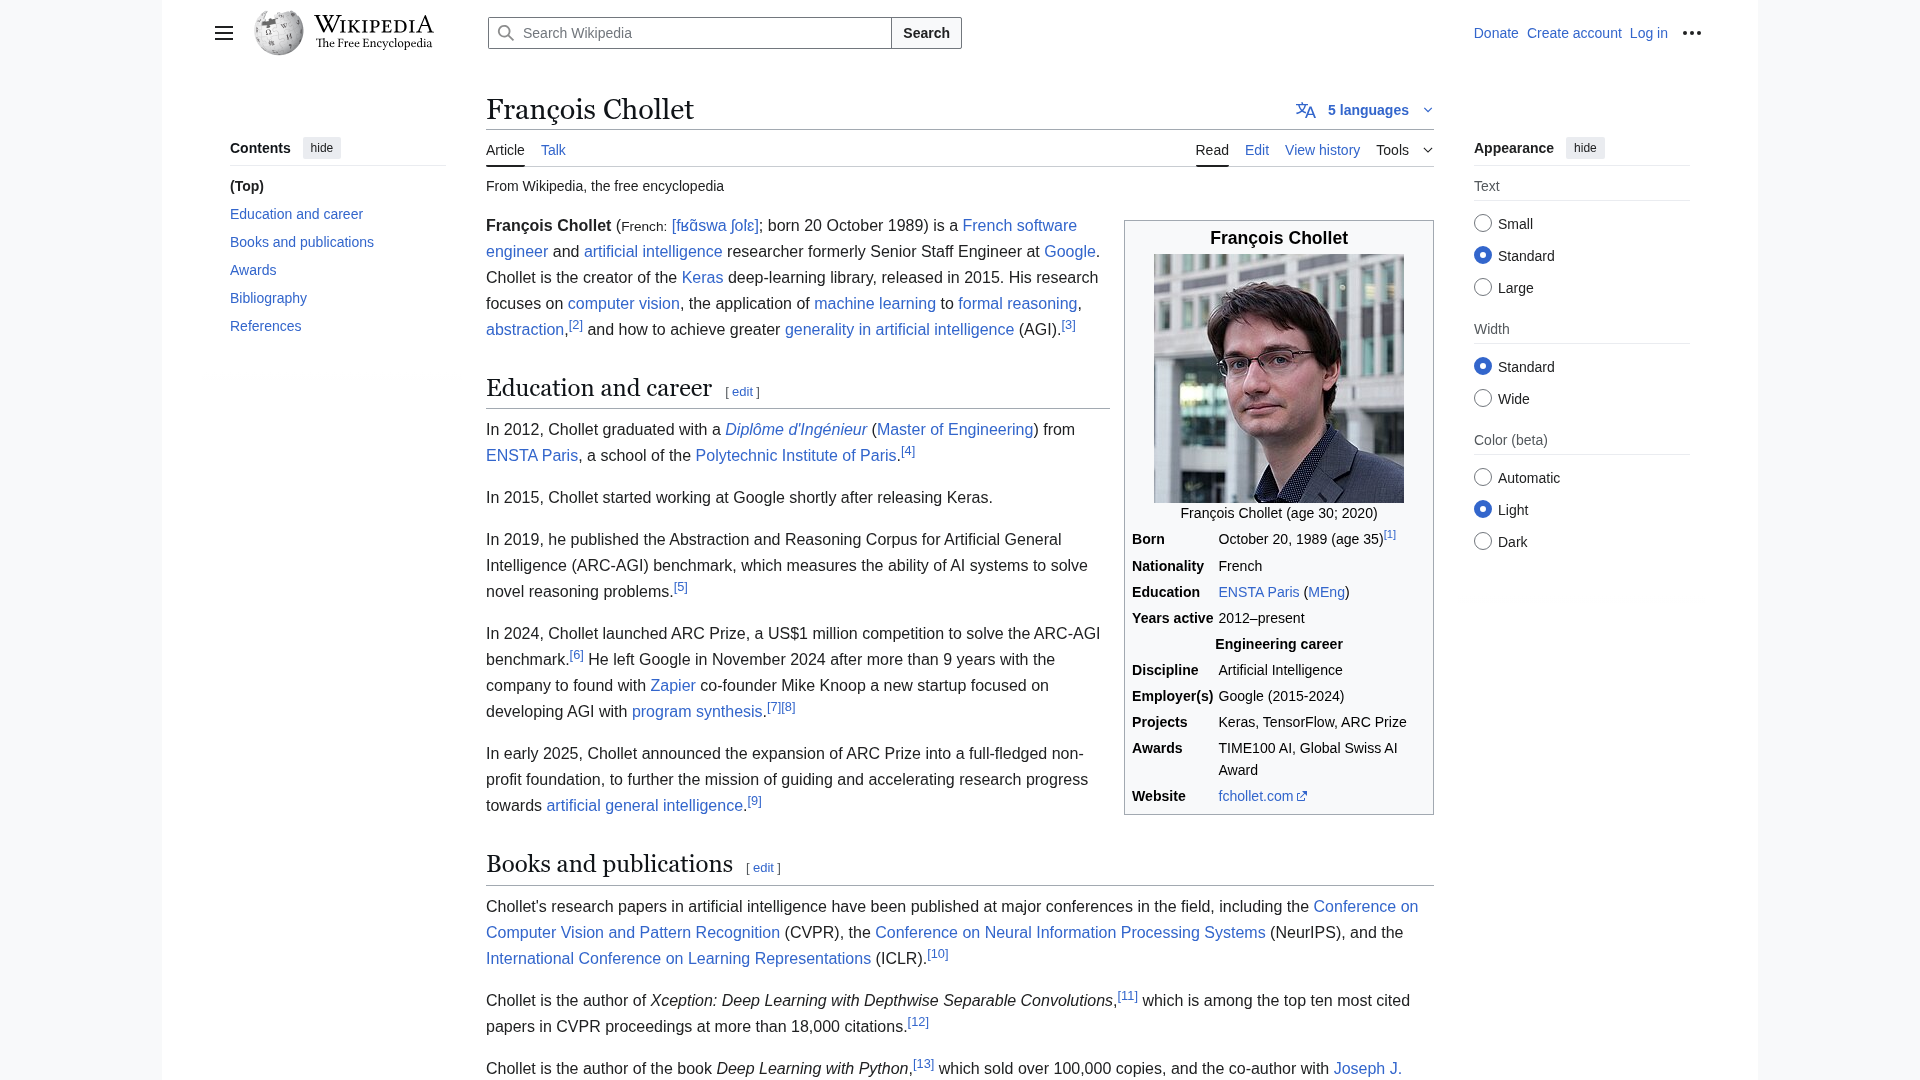 WIKIPEDIA
The Free Encyclopedia
Search Wikipedia
Search
Donate
Create account
Log in
François Chollet
5 languages
Article
Talk
Read
Edit
View history
Tools
From Wikipedia, the free encyclopedia
Contents
hide
(Top)
Education and career
Books and publications
Awards
Bibliography
References
François Chollet (French: [fʁɑ̃swa ʃɔlɛ]; born 20 October 1989) is a French software
engineer and artificial intelligence researcher formerly Senior Staff Engineer at Google.
Chollet is the creator of the Keras deep-learning library, released in 2015. His research
focuses on computer vision, the application of machine learning to formal reasoning,
abstraction,[2] and how to achieve greater generality in artificial intelligence (AGI).[3]
Education and career [ edit ]
In 2012, Chollet graduated with a Diplôme d'Ingénieur (Master of Engineering) from
ENSTA Paris, a school of the Polytechnic Institute of Paris.[4]
In 2015, Chollet started working at Google shortly after releasing Keras.
In 2019, he published the Abstraction and Reasoning Corpus for Artificial General
Intelligence (ARC-AGI) benchmark, which measures the ability of AI systems to solve
novel reasoning problems.[5]
In 2024, Chollet launched ARC Prize, a US$1 million competition to solve the ARC-AGI
benchmark.[6] He left Google in November 2024 after more than 9 years with the
company to found with Zapier co-founder Mike Knoop a new startup focused on
developing AGI with program synthesis.[7][8]
In early 2025, Chollet announced the expansion of ARC Prize into a full-fledged non-
profit foundation, to further the mission of guiding and accelerating research progress
towards artificial general intelligence.[9]
François Chollet
François Chollet (age 30; 2020)
Born October 20, 1989 (age 35)[1]
Nationality French
Education ENSTA Paris (MEng)
Years active 2012–present
Engineering career
Discipline Artificial Intelligence
Employer(s) Google (2015-2024)
Projects Keras, TensorFlow, ARC Prize
Awards TIME100 AI, Global Swiss AI
Award
Website fchollet.com
Books and publications [ edit ]
Chollet's research papers in artificial intelligence have been published at major conferences in the field, including the Conference on
Computer Vision and Pattern Recognition (CVPR), the Conference on Neural Information Processing Systems (NeurIPS), and the
International Conference on Learning Representations (ICLR).[10]
Chollet is the author of Xception: Deep Learning with Depthwise Separable Convolutions,[11] which is among the top ten most cited
papers in CVPR proceedings at more than 18,000 citations.[12]
Chollet is the author of the book Deep Learning with Python,[13] which sold over 100,000 copies, and the co-author with Joseph J.
Appearance
hide
Text
Small
Standard
Large
Width
Standard
Wide
Color (beta)
Automatic
Light
Dark